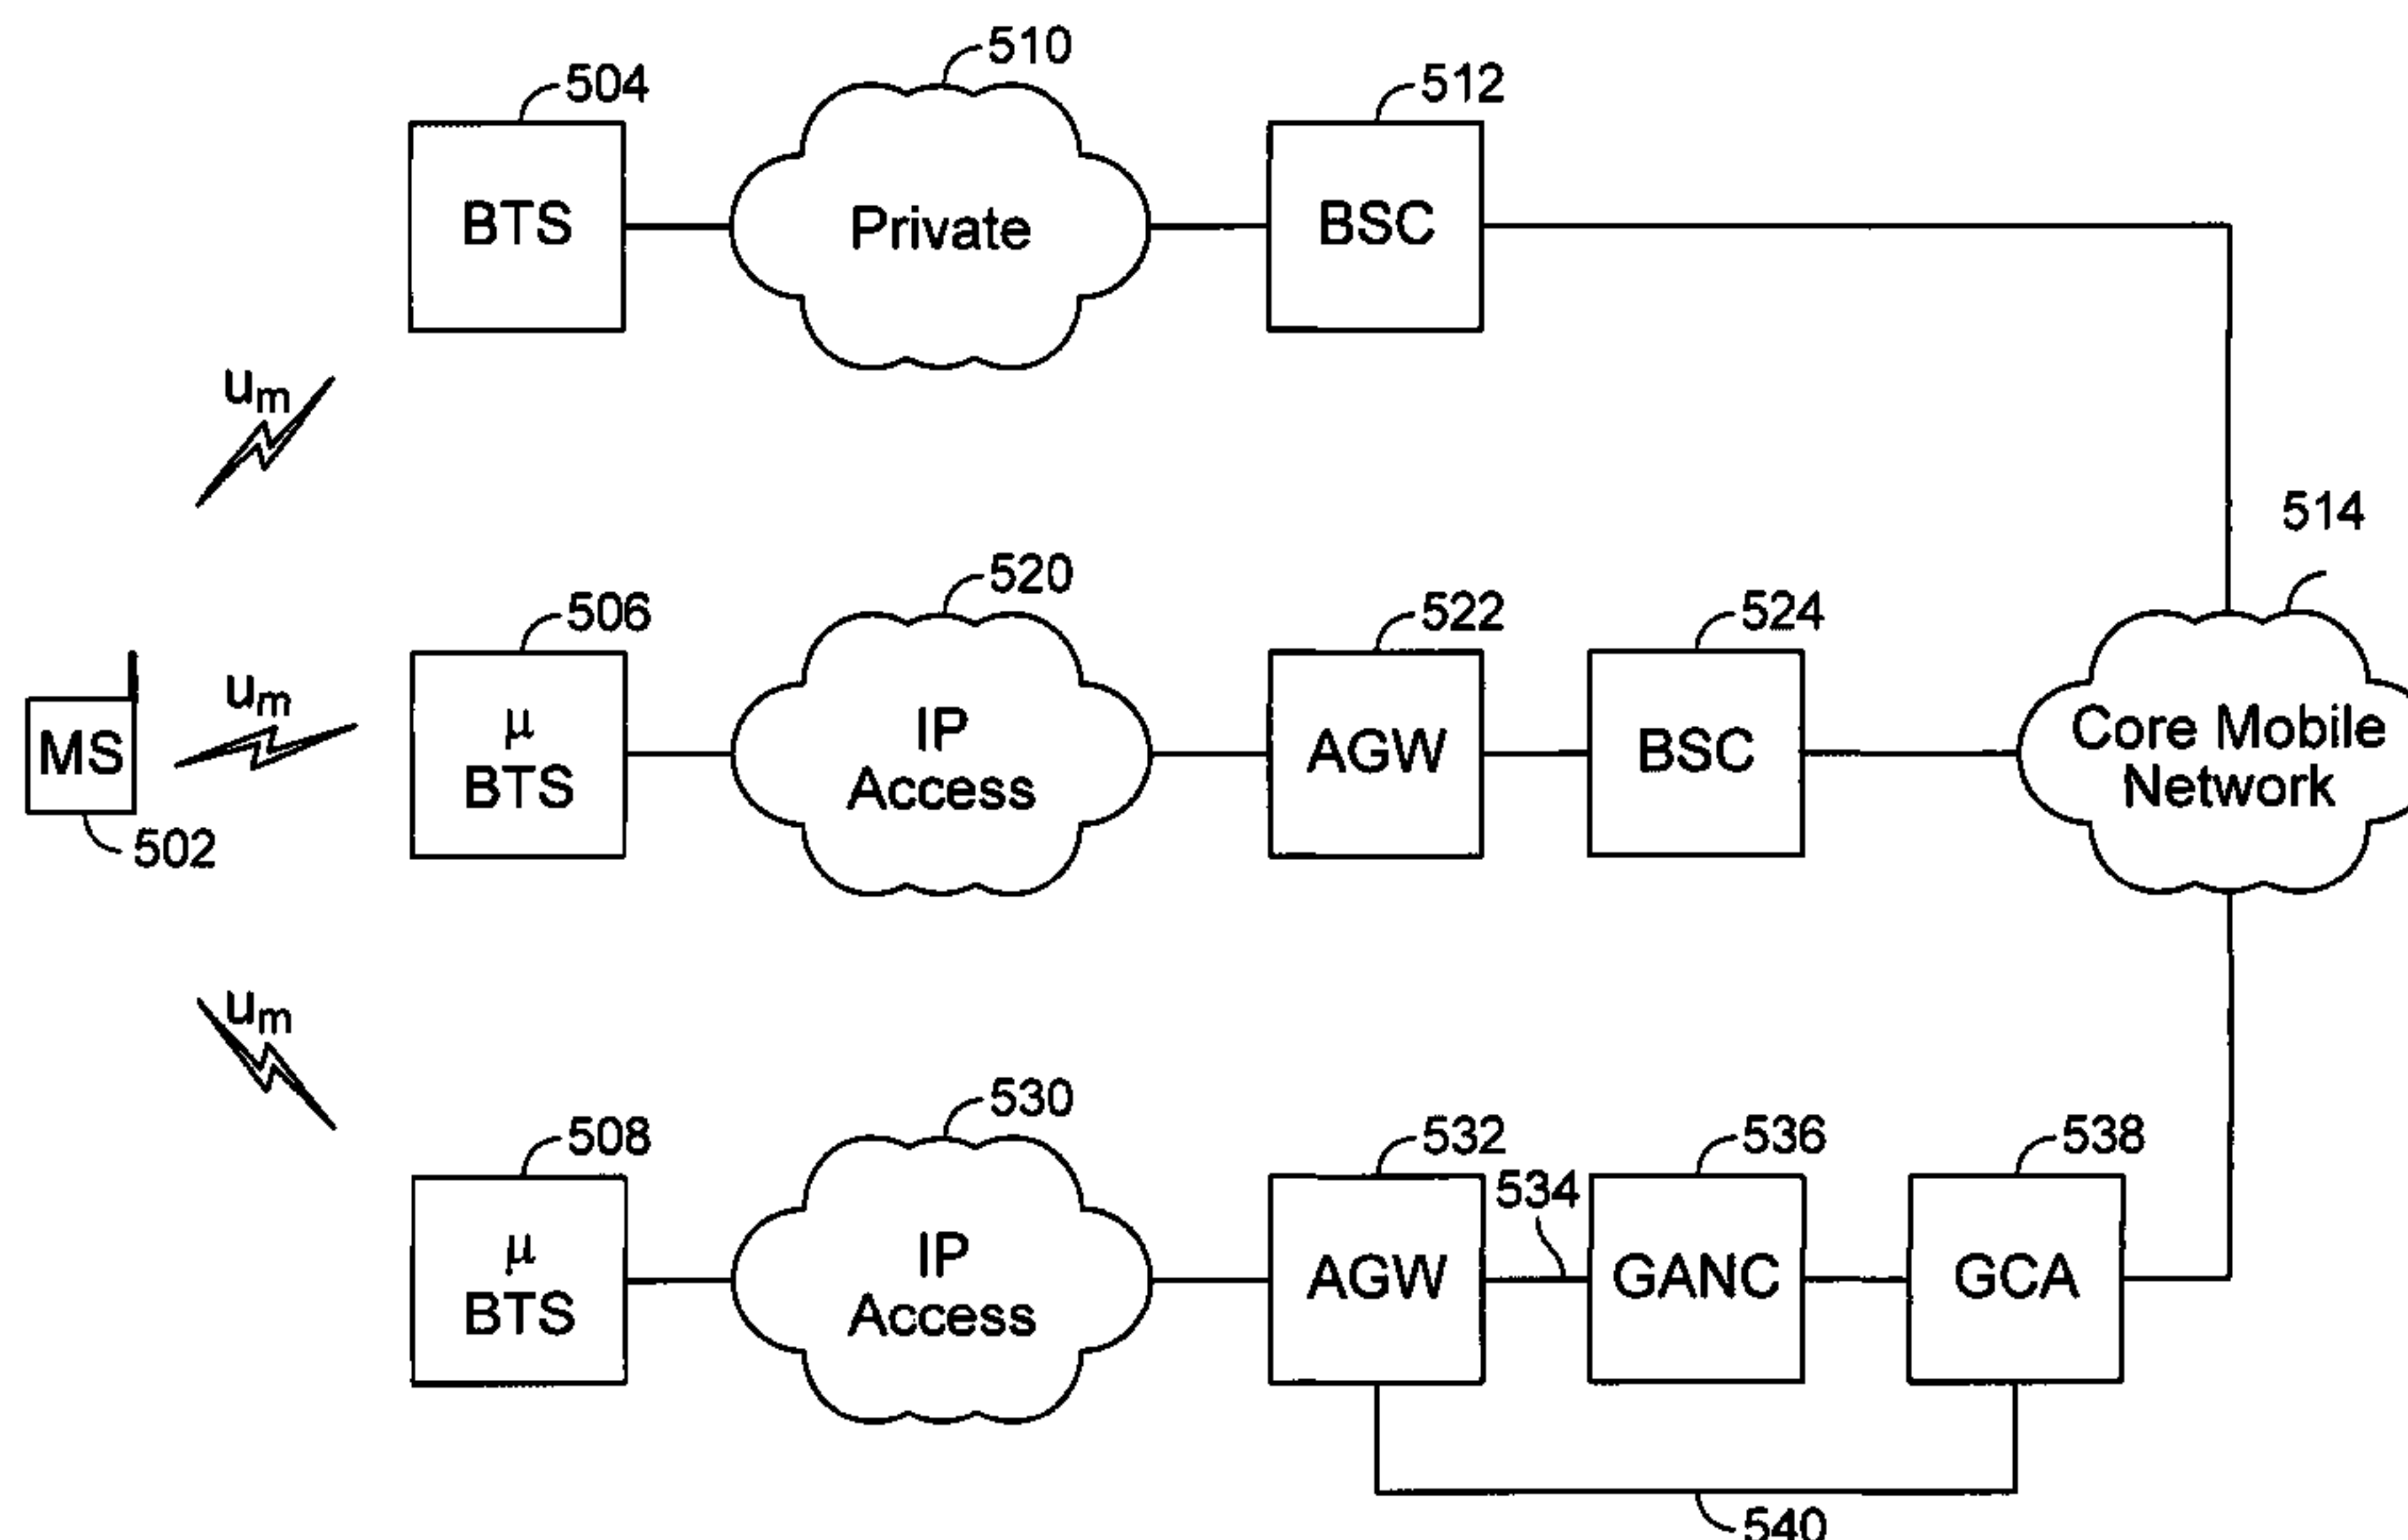 510
504
512
BTS
Private
BSC
um
514
520
506
522
524
um
MS
μ
BTS
IP
Access
AGW
BSC
Core Mobile
Network
502
um
530
508
532
536
538
534
μ
BTS
IP
Access
AGW
GANC
GCA
540